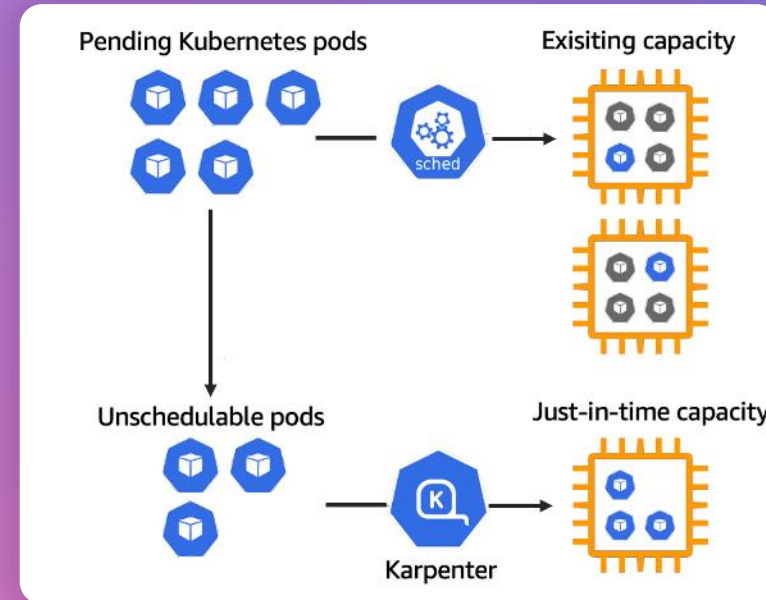 Pending Kubernetes pods
Exisiting capacity
sched
Unschedulable pods
Just-in-time capacity
K
Karpenter